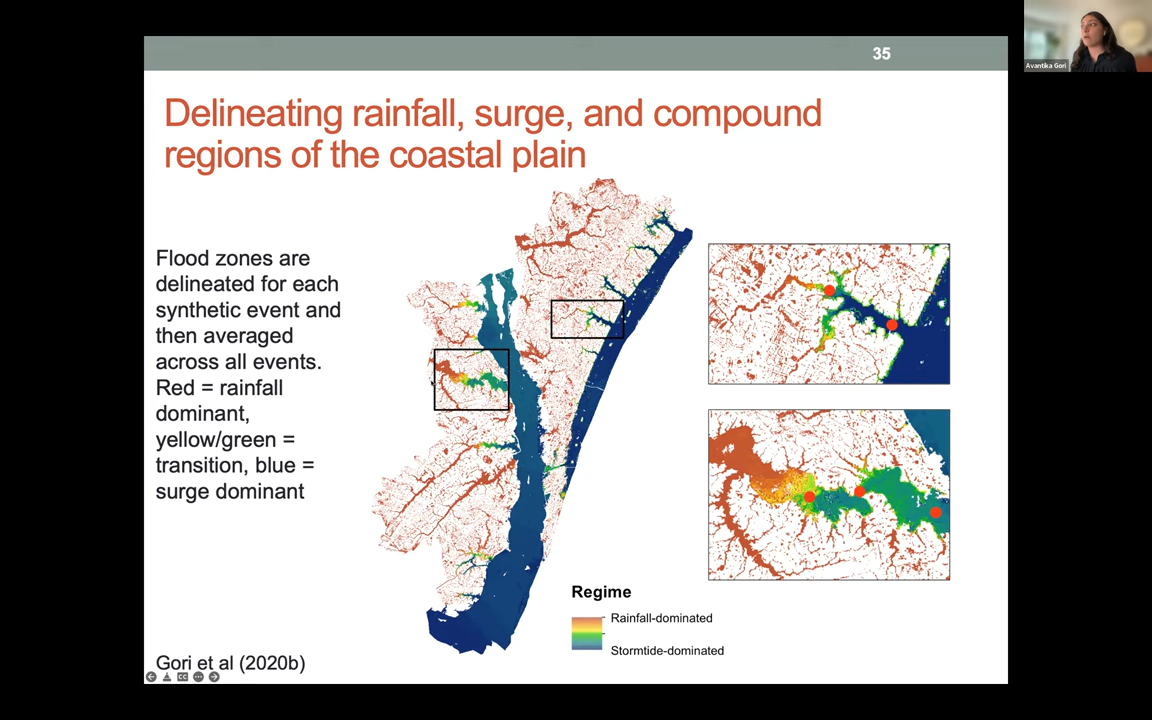 35
Avantika Gori
Delineating rainfall, surge, and compound
regions of the coastal plain
Flood zones are
delineated for each
synthetic event and
then averaged
across all events.
Red = rainfall
dominant,
yellow/green =
transition, blue =
surge dominant
Regime
Rainfall-dominated
Stormtide-dominated
Gori et al (2020b)
CC